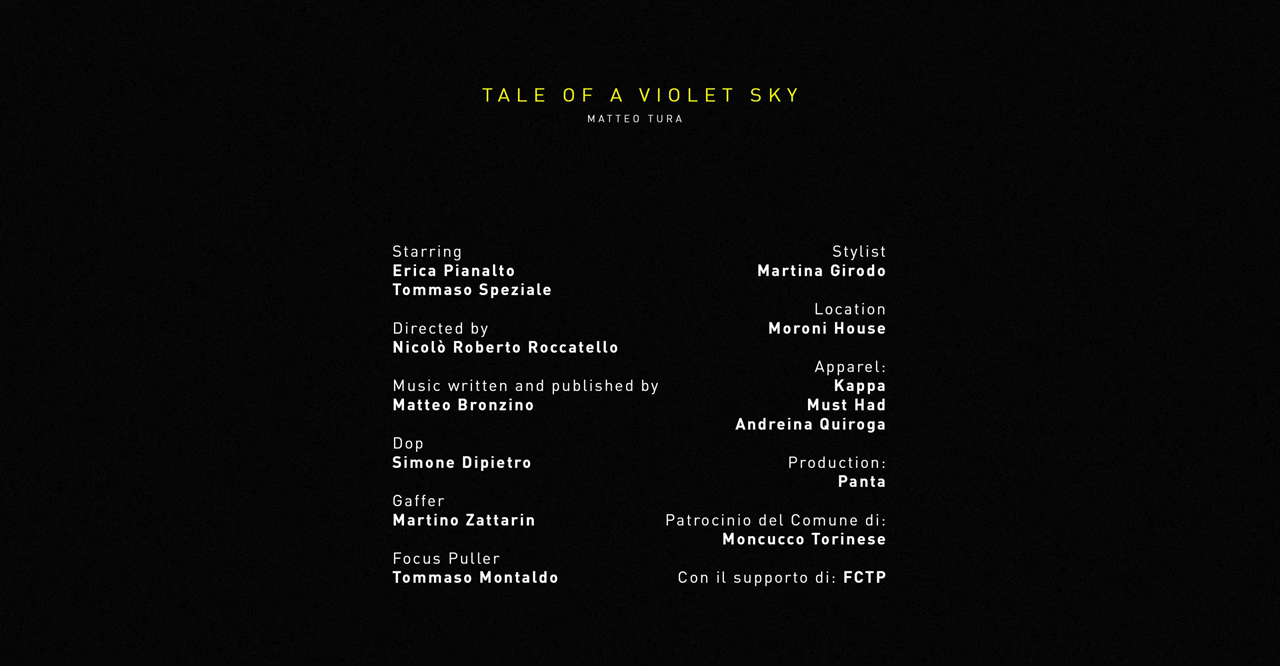 TALE OF A VIOLET SKY
MATTEO TURA
Starring
Erica Pianalto
Tommaso Speziale
Directed by
Nicolò Roberto Roccatello
Music written and published by
Matteo Bronzino
Dop
Simone Dipietro
Gaffer
Martino Zattarin
Focus Puller
Tommaso Montaldo
Stylist
Martina Girodo
Location
Moroni House
Apparel:
Kappa
Must Had
Andreina Quiroga
Production:
Panta
Patrocinio del Comune di:
Moncucco Torinese
Con il supporto di: FCTP